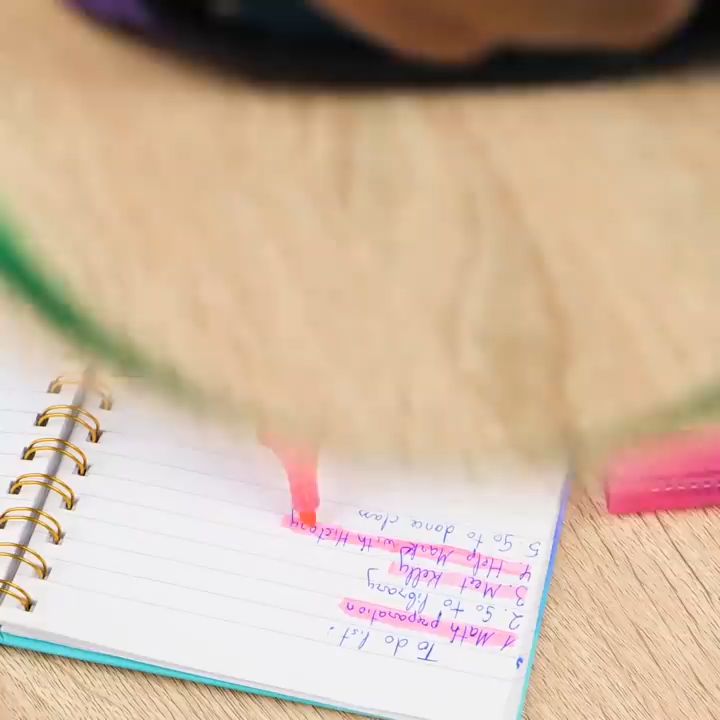 To do list:
1. Math preparation
2. Go to library
3. Meet Kelly
4. Help Mark with History
5 Go to dance class